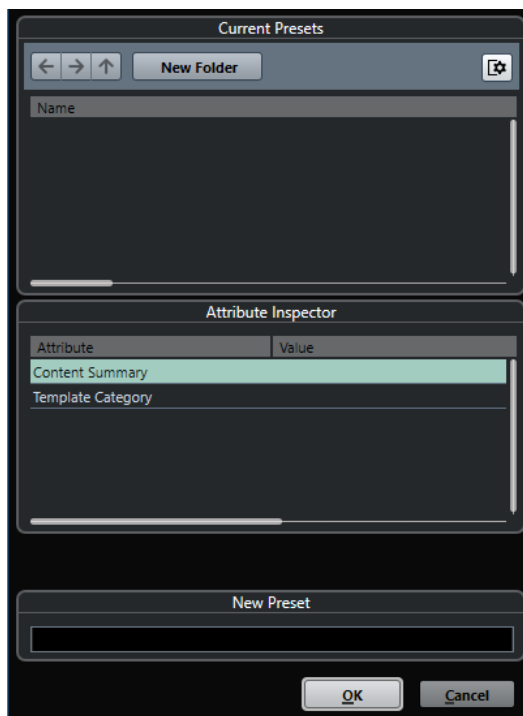 Current Presets
New Folder
Name
Attribute Inspector
Attribute Value
Content Summary
Template Category
New Preset
OK Cancel